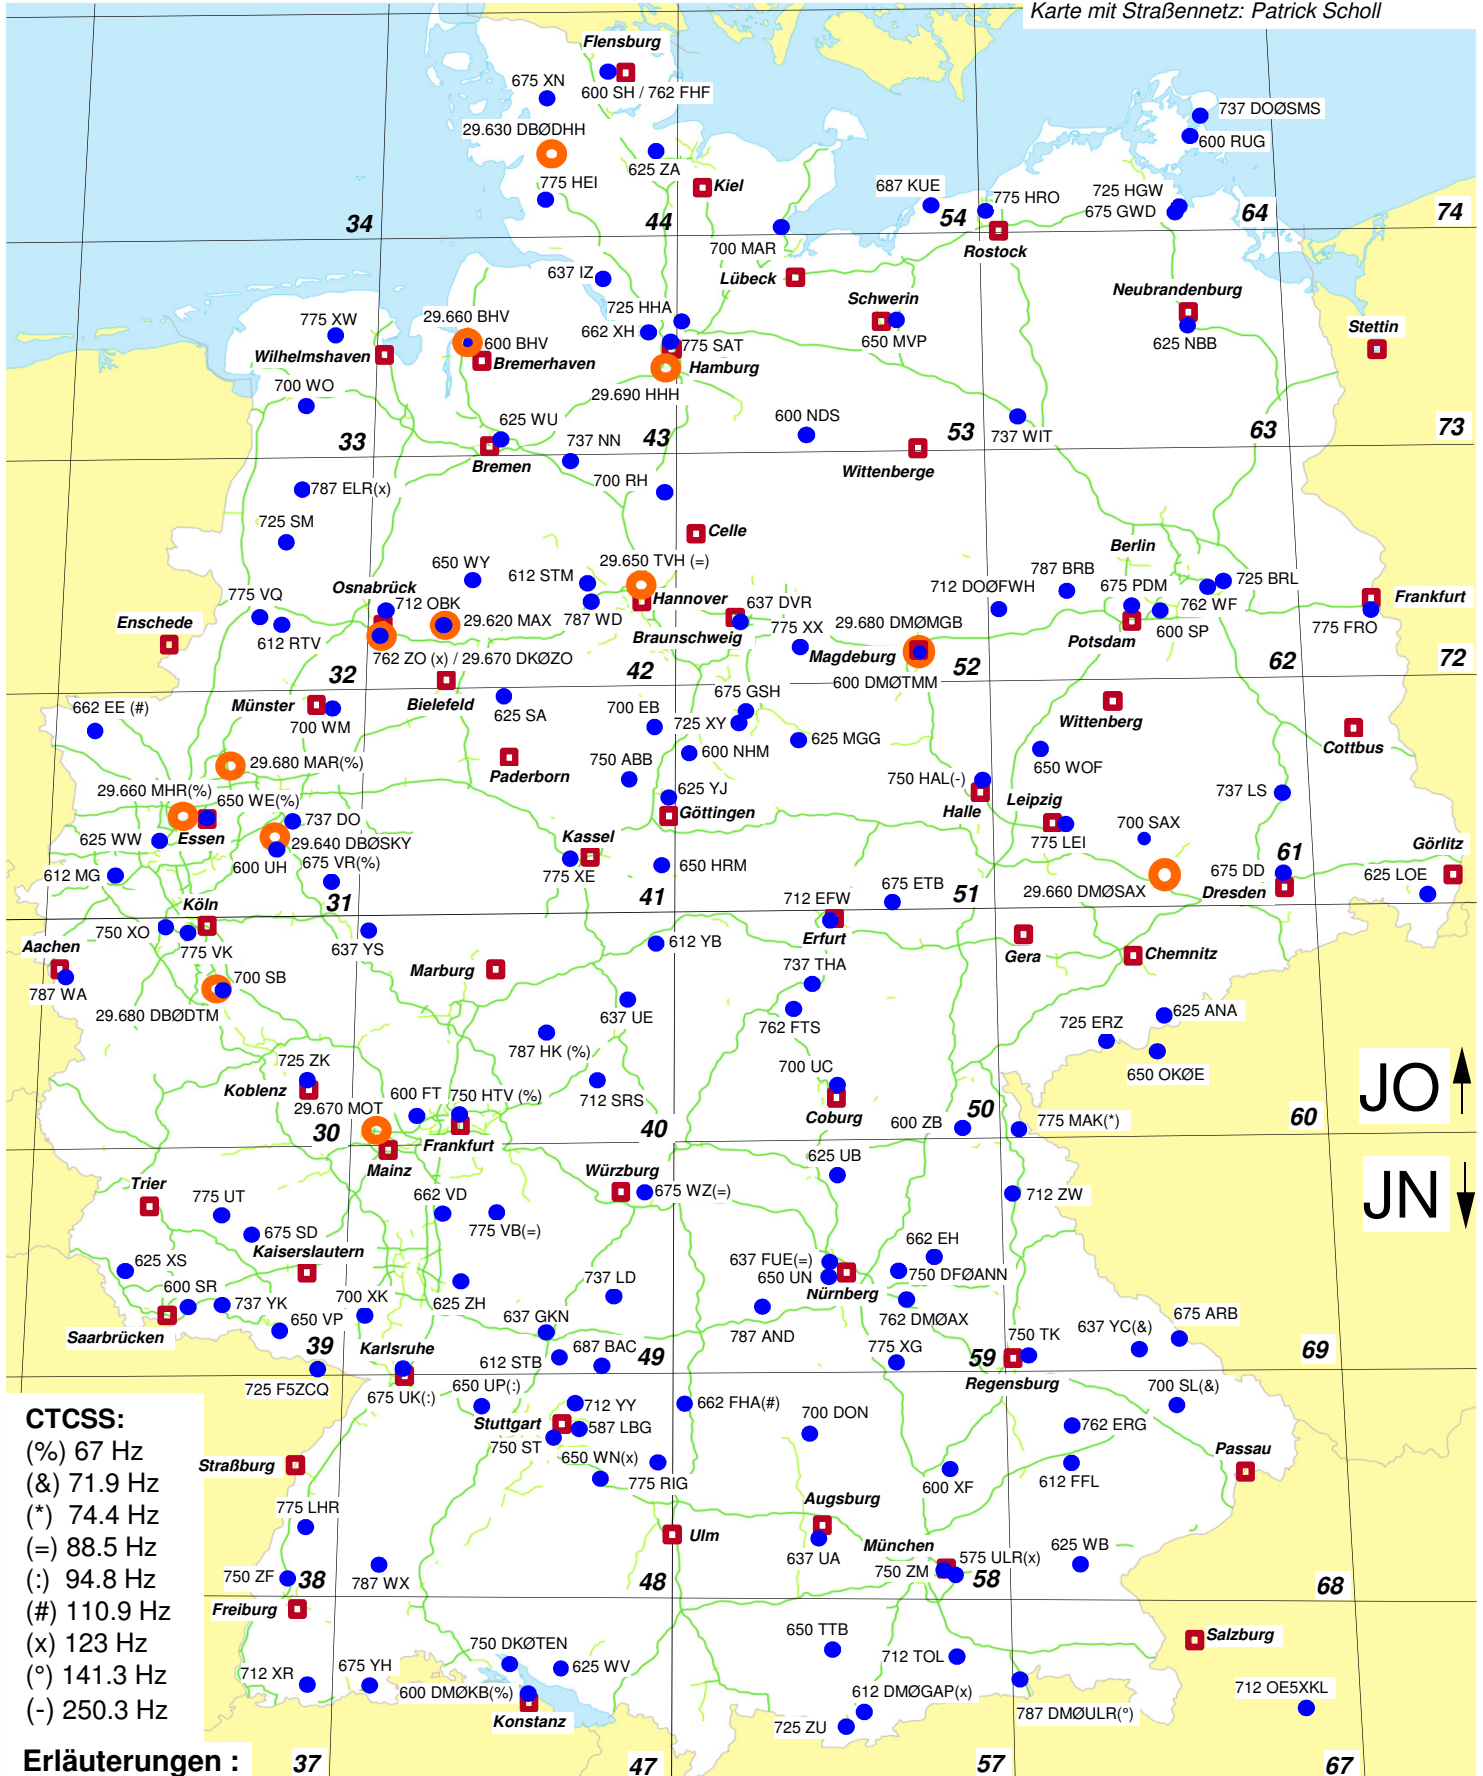 Karte mit Straßennetz: Patrick Scholl
Flensburg
675 XN
600 SH / 762 FHF
737 DOØSMS
29.630 DBØDHH
600 RUG
625 ZA
775 HEI
Kiel
687 KUE
775 HRO
725 HGW
675 GWD
34
44
54
64
74
700 MAR
Rostock
637 IZ
Lübeck
Schwerin
Neubrandenburg
775 XW
29.660 BHV
725 HHA
662 XH
600 BHV
775 SAT
650 MVP
625 NBB
Stettin
Wilhelmshaven
Bremerhaven
Hamburg
700 WO
29.690 HHH
625 WU
737 NN
600 NDS
737 WIT
33
43
53
63
73
Bremen
Wittenberge
700 RH
787 ELR(x)
725 SM
Celle
Berlin
29.650 TVH (=)
650 WY
612 STM
787 BRB
712 DOØFWH
675 PDM
725 BRL
Osnabrück
775 VQ
712 OBK
Hannover
637 DVR
762 WF
Frankfurt
Enschede
29.620 MAX
787 WD
Braunschweig
29.680 DMØMGB
600 SP
775 FRO
612 RTV
775 XX
Potsdam
762 ZO (x) / 29.670 DKØZO
Magdeburg
32
42
52
62
72
600 DMØTMM
662 EE (#)
Münster
Bielefeld
675 GSH
700 WM
625 SA
700 EB
725 XY
Wittenberg
625 MGG
Cottbus
29.680 MAR(%)
Paderborn
600 NHM
650 WOF
750 ABB
750 HAL(-)
29.660 MHR(%)
650 WE(%)
625 YJ
737 LS
Halle
Leipzig
737 DO
Göttingen
625 WW
Essen
29.640 DBØSKY
Kassel
775 LEI
700 SAX
Görlitz
600 UH
675 VR(%)
612 MG
775 XE
650 HRM
675 DD
61
625 LOE
29.660 DMØSAX
Dresden
Köln
31
41
51
675 ETB
712 EFW
750 XO
Erfurt
Aachen
775 VK
637 YS
612 YB
Gera
Chemnitz
Marburg
737 THA
787 WA
700 SB
29.680 DBØDTM
637 UE
762 FTS
625 ANA
725 ERZ
787 HK (%)
650 OKØE
725 ZK
700 UC
Koblenz
712 SRS
JO
29.670 MOT
600 FT
750 HTV (%)
Coburg
50
30
Frankfurt
40
600 ZB
775 MAK(*)
60
Mainz
625 UB
Trier
Würzburg
JN
775 UT
662 VD
675 WZ(=)
712 ZW
775 VB(=)
675 SD
Kaiserslautern
662 EH
625 XS
637 FUE(=)
600 SR
650 UN
750 DFØANN
737 LD
Nürnberg
737 YK
700 XK
625 ZH
762 DMØAX
Saarbrücken
650 VP
637 GKN
787 AND
675 ARB
39
Karlsruhe
687 BAC
750 TK
637 YC(&)
612 STB
49
775 XG
59
69
725 F5ZCQ
Regensburg
675 UK(:)
650 UP(:)
700 SL(&)
CTCSS:
712 YY
662 FHA(#)
Stuttgart
587 LBG
700 DON
762 ERG
(%) 67 Hz
750 ST
Passau
Straßburg
650 WN(x)
(&) 71.9 Hz
775 RIG
600 XF
612 FFL
(*) 74.4 Hz
775 LHR
Augsburg
(=) 88.5 Hz
Ulm
München
637 UA
575 ULR(x)
625 WB
(:) 94.8 Hz
750 ZF
38
787 WX
48
750 ZM
58
68
(#) 110.9 Hz
Freiburg
(x) 123 Hz
750 DKØTEN
650 TTB
Salzburg
(°) 141.3 Hz
712 XR
675 YH
625 WV
712 TOL
(-) 250.3 Hz
600 DMØKB(%)
612 DMØGAP(x)
712 OE5XKL
Konstanz
725 ZU
787 DMØULR(°)
Erläuterungen :
37
47
57
67